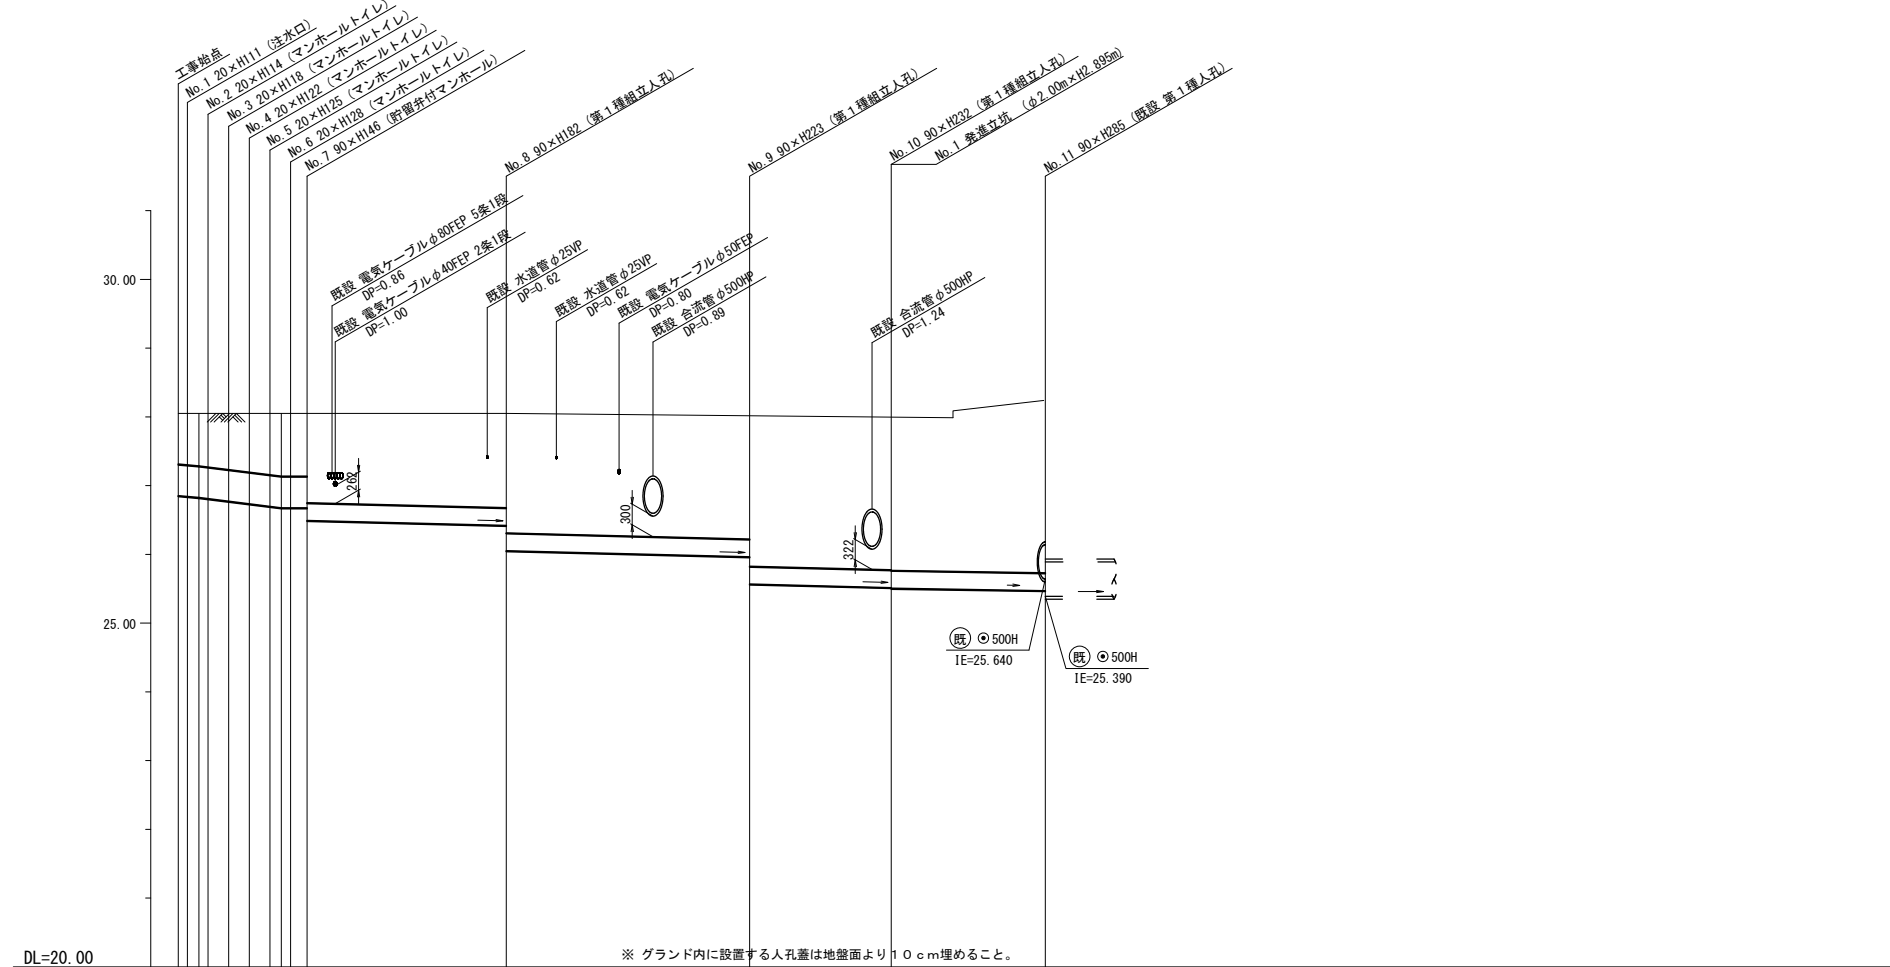 工事始点
No.1 20×H111 (注水口)
No.2 20×H114 (マンホールトイレ)
No.3 20×H118 (マンホールトイレ)
No.4 20×H122 (マンホールトイレ)
No.5 20×H125 (マンホールトイレ)
No.6 20×H128 (マンホールトイレ)
No.7 90×H146 (貯留弁付マンホール)
No.8 90×H182 (第1種組立人孔)
No.9 90×H223 (第1種組立人孔)
No.10 90×H232 (第1種組立人孔)
No.1 発進立坑 (φ2.00m×H2.895m)
No.11 90×H285 (既設 第1種人孔)
既設 電気ケーブルφ80FEP 5条1段
DP=0.86
既設 電気ケーブルφ40FEP 2条1段
DP=1.00
既設 水道管φ25VP
DP=0.62
既設 水道管φ25VP
DP=0.62
既設 電気ケーブルφ50FEP
DP=0.80
既設 合流管φ500HP
DP=0.89
既設 合流管φ500HP
DP=1.24
30.00
262
300
322
25.00
既 500H
IE=25.640
既 500H
IE=25.390
※ グランド内に設置する人孔蓋は地盤面より10cm埋めること。
DL=20.00